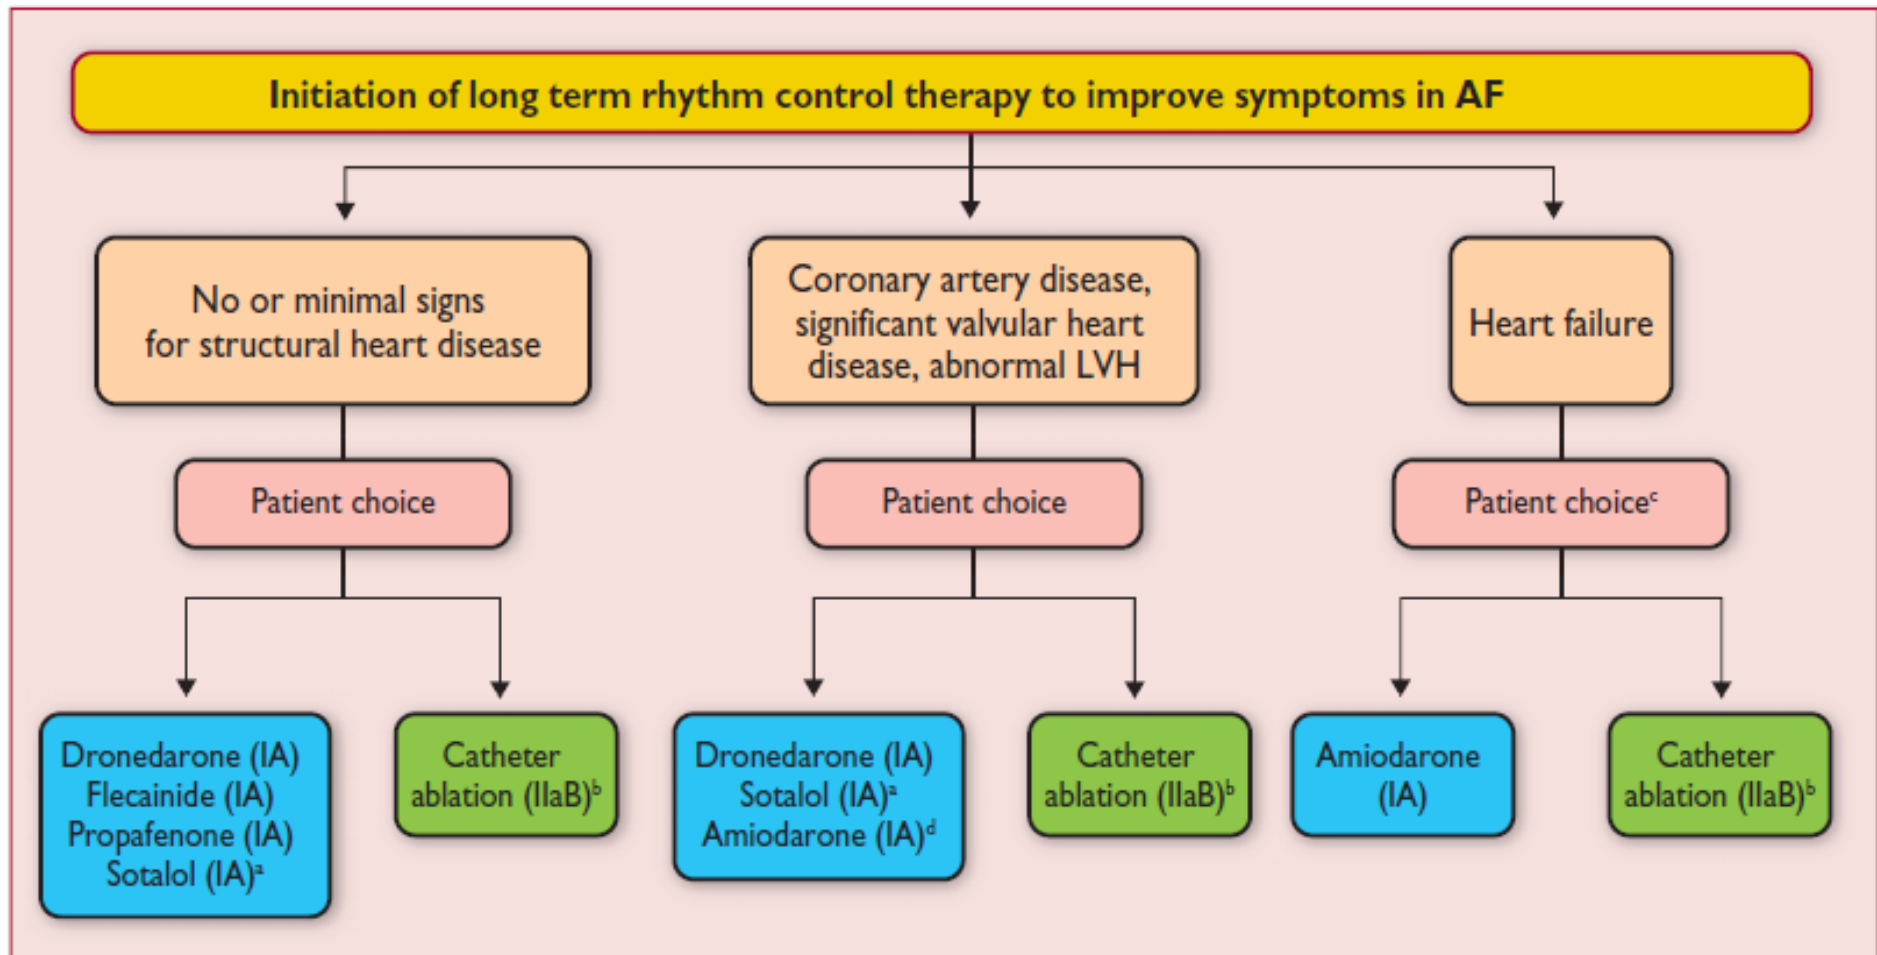 Initiation of long term rhythm control therapy to improve symptoms in AF
No or minimal signs
for structural heart disease
Coronary artery disease,
significant valvular heart
disease, abnormal LVH
Heart failure
Patient choice
Patient choice
Patient choiceᶜ
Dronedarone (IA)
Flecainide (IA)
Propafenone (IA)
Sotalol (IA)ᵃ
Catheter
ablation (IIaB)ᵇ
Dronedarone (IA)
Sotalol (IA)ᵃ
Amiodarone (IA)ᵈ
Catheter
ablation (IIaB)ᵇ
Amiodarone
(IA)
Catheter
ablation (IIaB)ᵇ